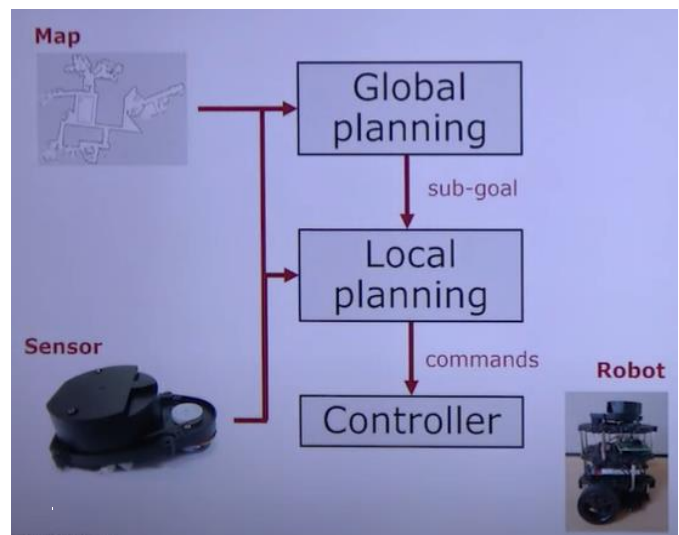 Map
Global
planning
sub-goal
Local
planning
Sensor
commands
Robot
Controller